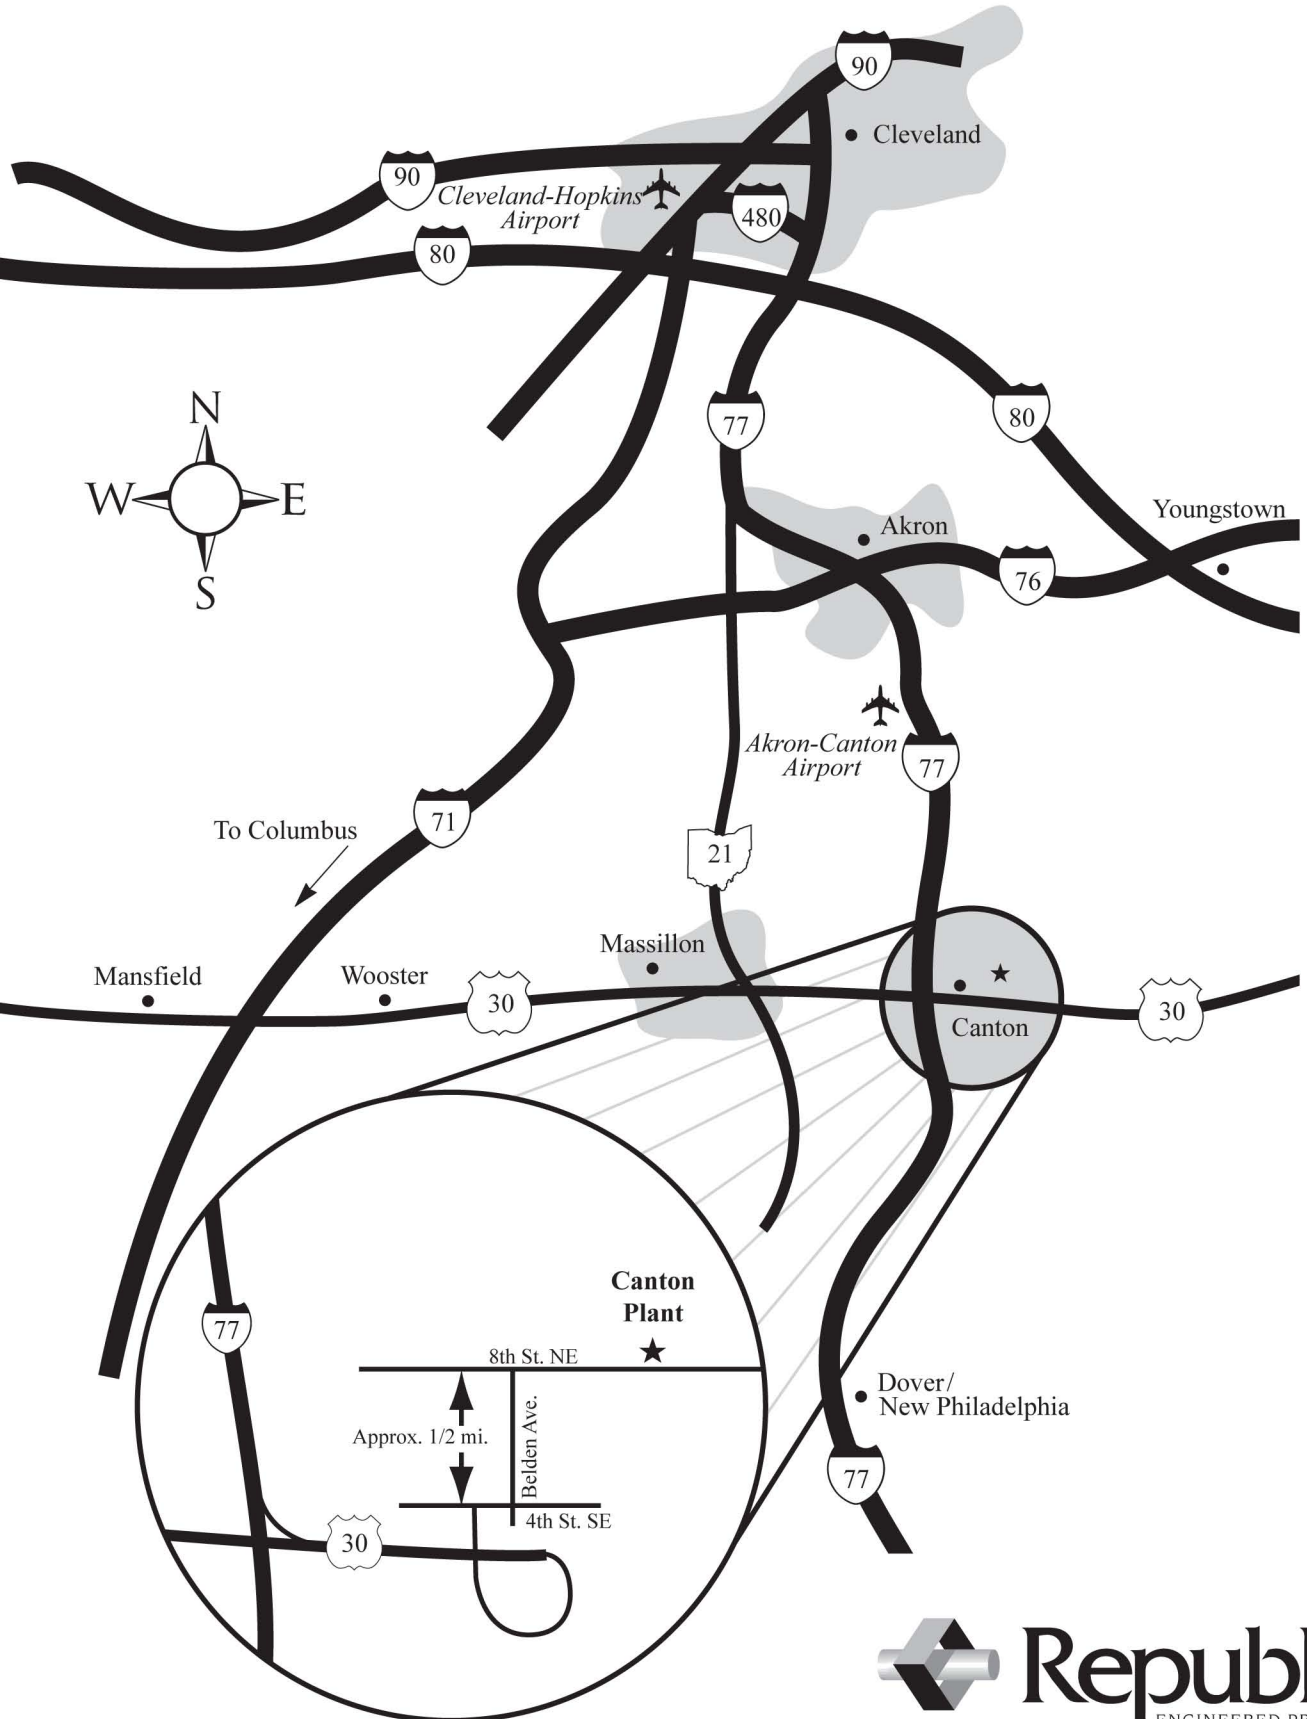 90
Cleveland
90
Cleveland-Hopkins
Airport
480
80
N
W
E
S
77
80
Akron
Youngstown
76
Akron-Canton
Airport
77
71
To Columbus
21
Massillon
Mansfield
Wooster
30
30
Canton
Canton
Plant
77
8th St. NE
Approx. 1/2 mi.
Belden Ave.
4th St. SE
30
Dover/
New Philadelphia
77
Republ
ENGINEERED